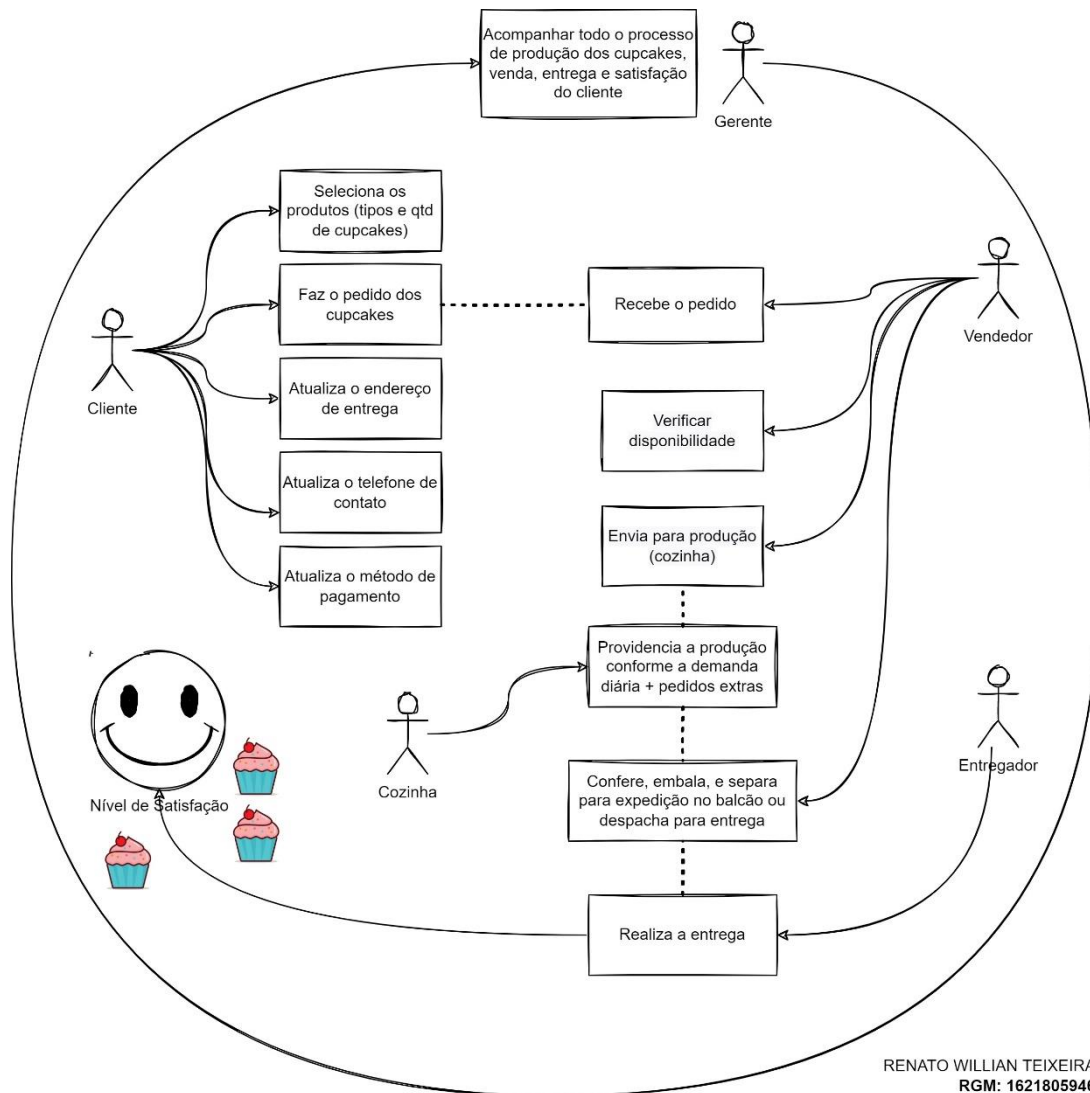 Acompanhar todo o processo
de produção dos cupcakes,
venda, entrega e satisfação
do cliente
Gerente
Seleciona os
produtos (tipos e qtd
de cupcakes)
Faz o pedido dos
cupcakes
Recebe o pedido
Vendedor
Cliente
Atualiza o endereço
de entrega
Verificar
disponibilidade
Atualiza o telefone de
contato
Envia para produção
(cozinha)
Atualiza o método de
pagamento
Providencia a produção
conforme a demanda
diária + pedidos extras
Nível de Satisfação
Cozinha
Entregador
Confere, embala, e separa
para expedição no balcão ou
despacha para entrega
Realiza a entrega
RENATO WILLIAN TEIXEIRA
RGM: 1621805946